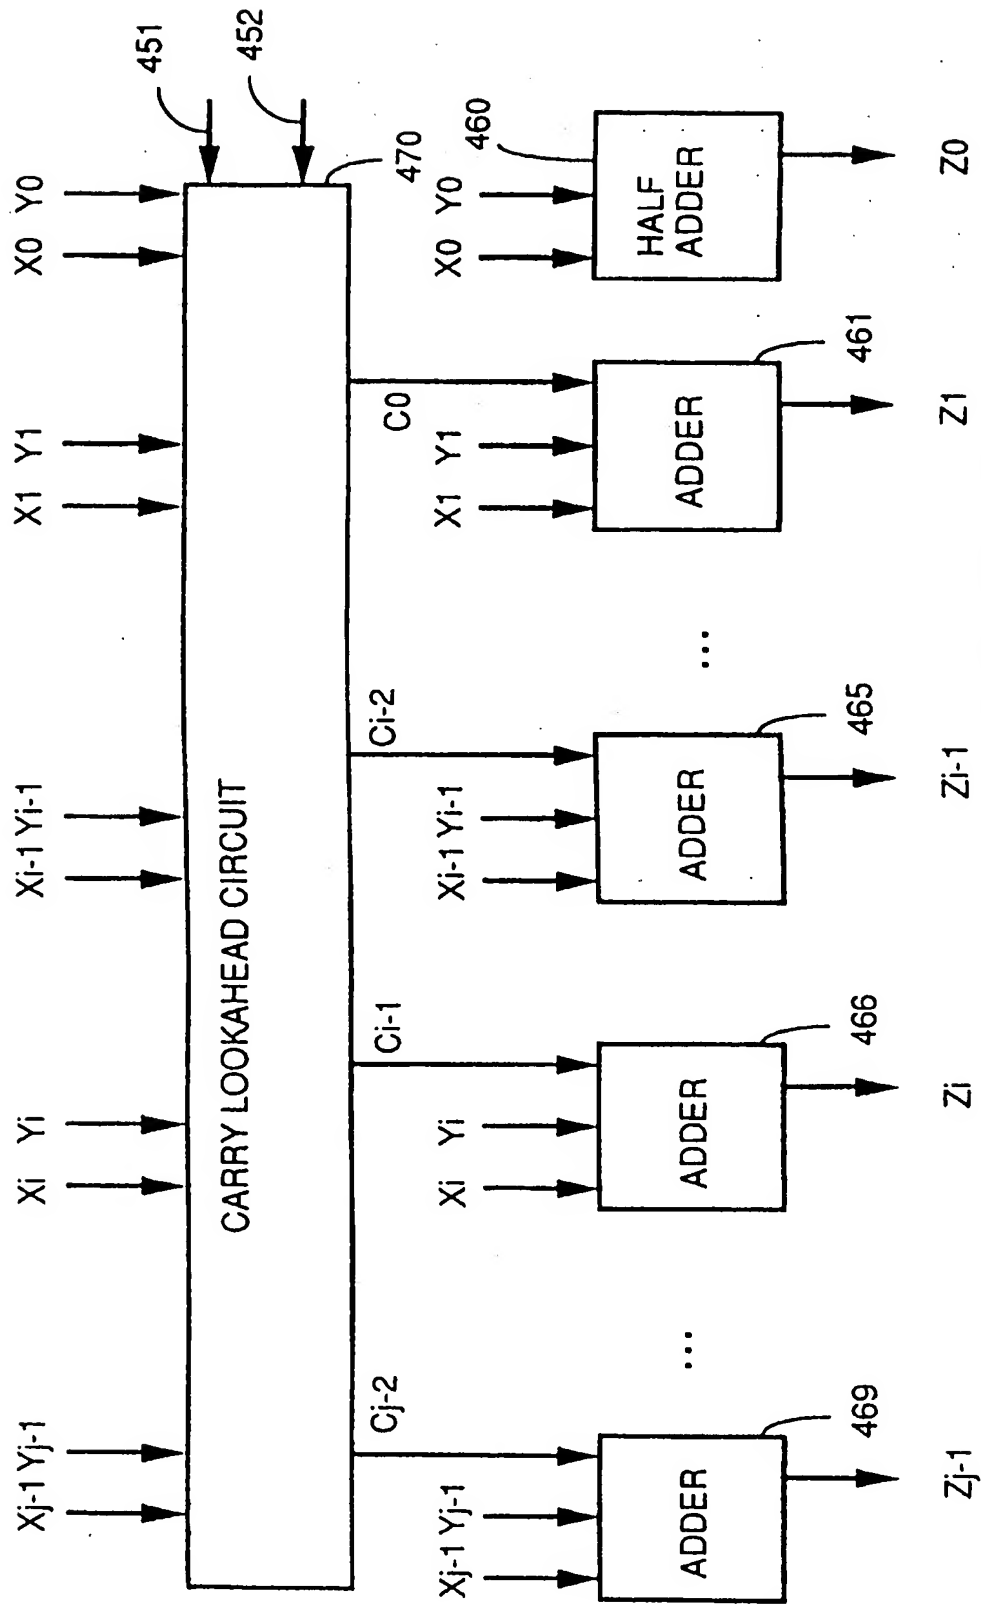 Xj-1 Yj-1 Xi Yi Xi-1 Yi-1 X1 Y1 X0 Y0
451
452
CARRY LOOKAHEAD CIRCUIT
470
Cj-2 Ci-1 Ci-2 C0
Xj-1 Yj-1 Xi Yi Xi-1 Yi-1 X1 Y1 X0 Y0
460
ADDER
...
ADDER
ADDER
...
ADDER
HALF
ADDER
469 466 465 461
Zj-1 Zi Zi-1 Z1 Z0